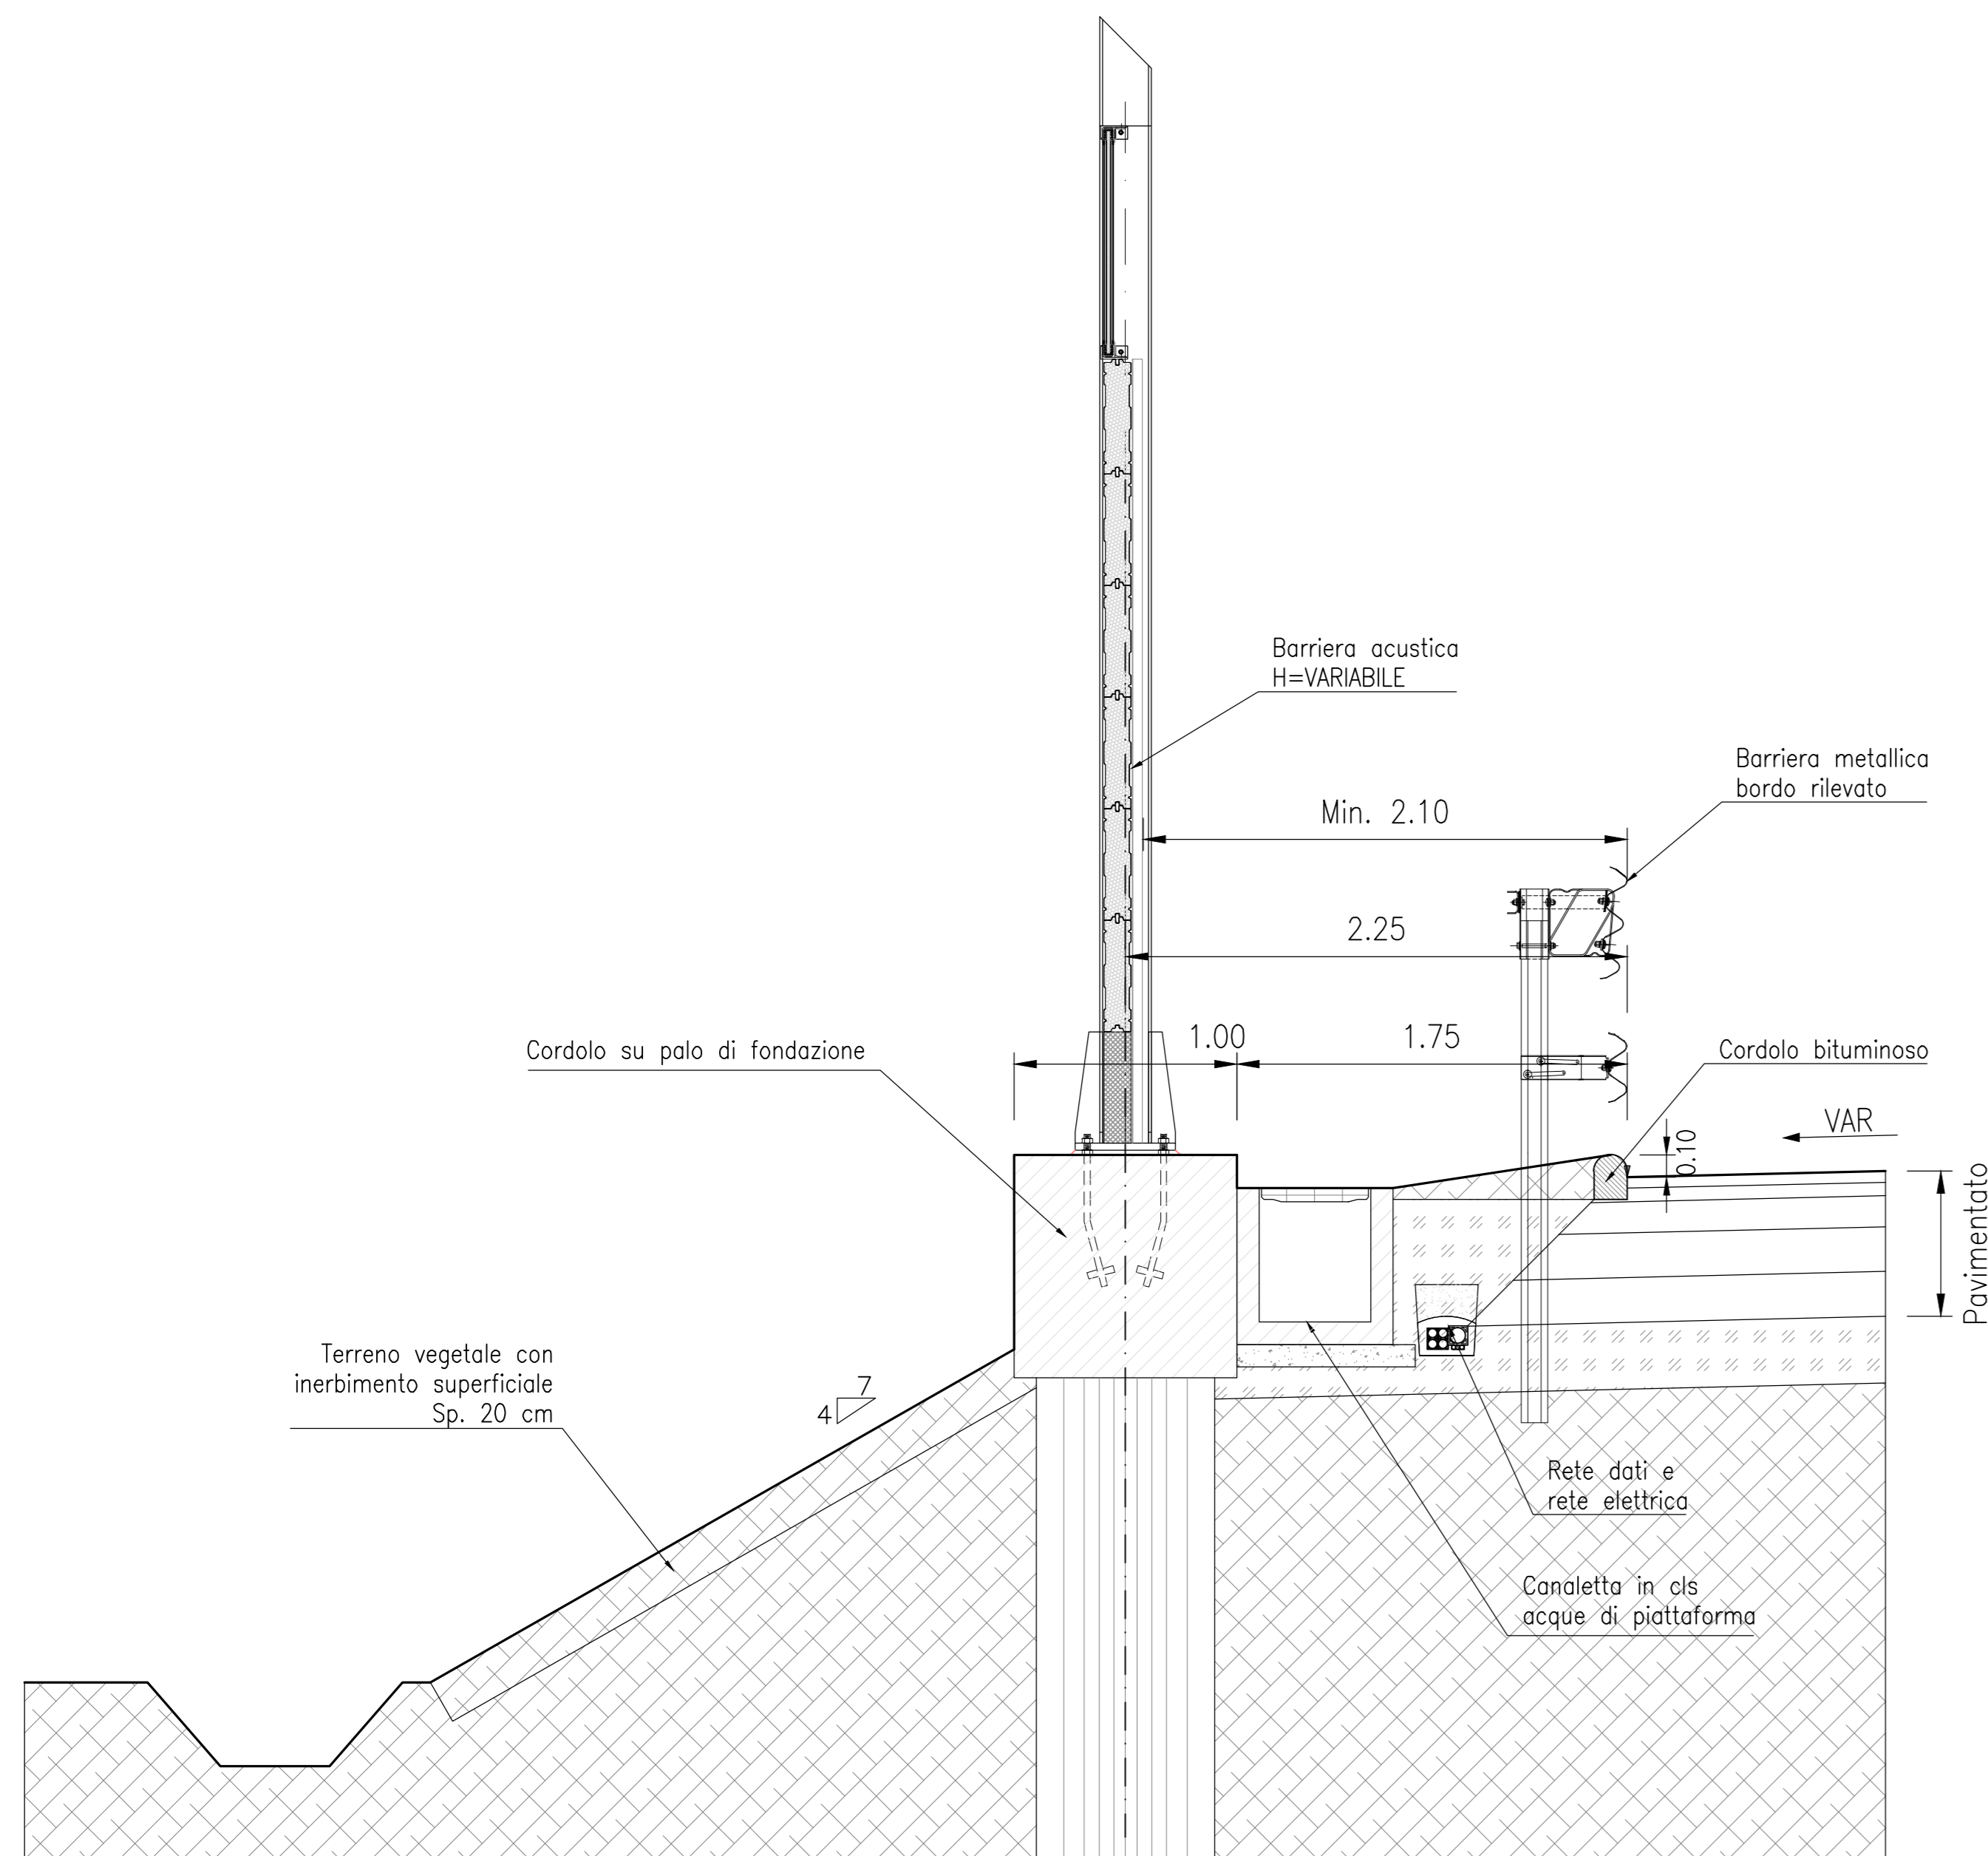 Barriera acustica
H=VARIABILE
Barriera metallica
bordo rilevato
Min. 2.10
2.25
1.00
1.75
Cordolo su palo di fondazione
Cordolo bituminoso
VAR
0.10
Pavimentato
Terreno vegetale con
inerbimento superficiale
Sp. 20 cm
7
4
Rete dati e
rete elettrica
Canaletta in cls
acque di piattaforma